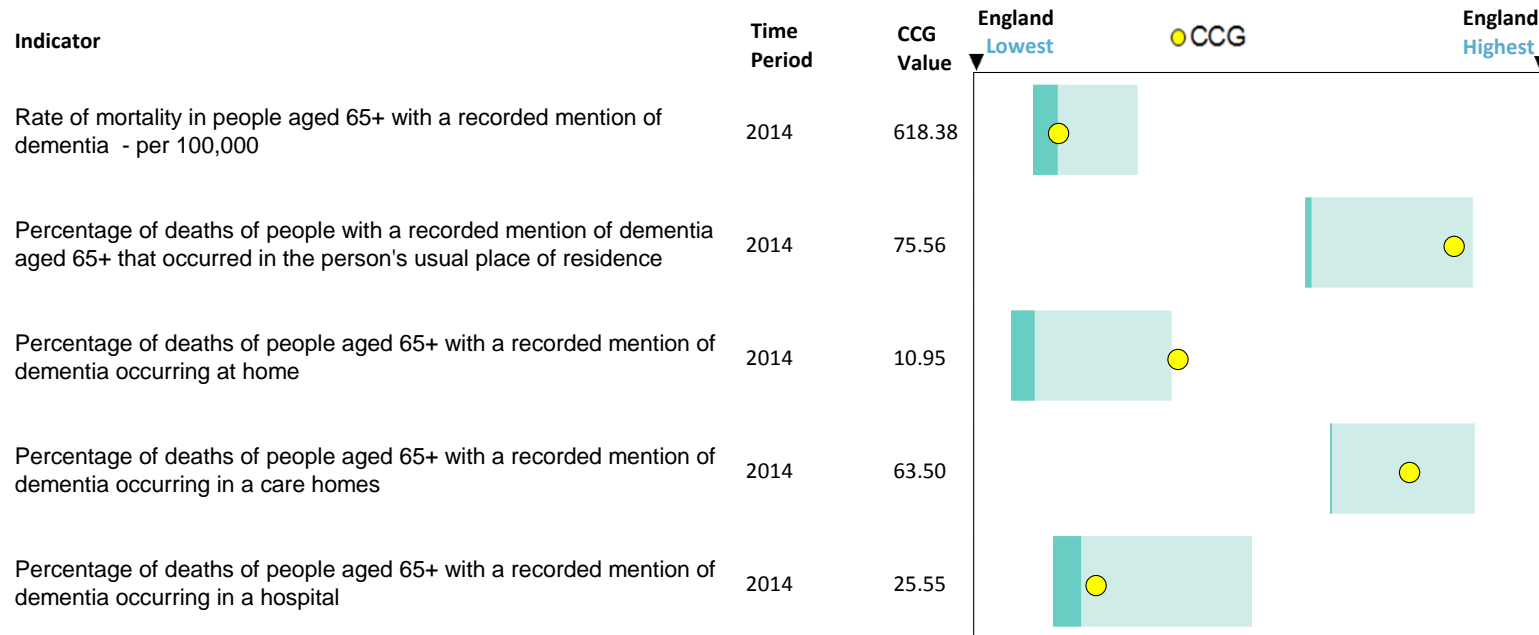 Indicator
Time
Period
CCG
Value
England
Lowest
CCG
England
Highest
Rate of mortality in people aged 65+ with a recorded mention of
dementia  - per 100,000
2014
618.38
Percentage of deaths of people with a recorded mention of dementia
aged 65+ that occurred in the person's usual place of residence
2014
75.56
Percentage of deaths of people aged 65+ with a recorded mention of
dementia occurring at home
2014
10.95
Percentage of deaths of people aged 65+ with a recorded mention of
dementia occurring in a care homes
2014
63.50
Percentage of deaths of people aged 65+ with a recorded mention of
dementia occurring in a hospital
2014
25.55